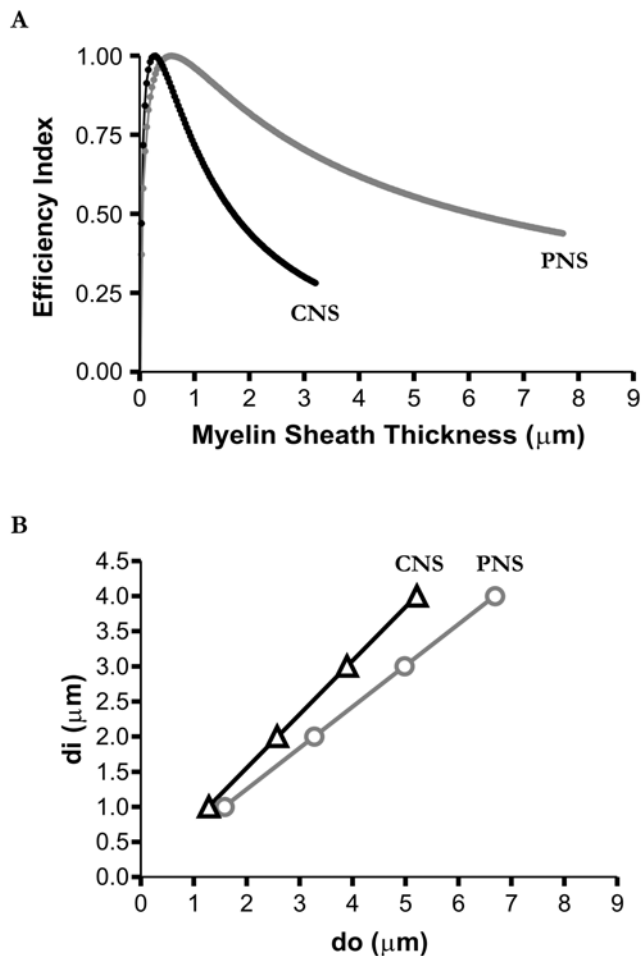 A
1.00
0.75
0.50
0.25
0.00
Efficiency Index
CNS
PNS
0 1 2 3 4 5 6 7 8 9
Myelin Sheath Thickness (μm)
B
4.5
4.0
3.5
3.0
2.5
2.0
1.5
1.0
0.5
0.0
di (μm)
CNS PNS
0 1 2 3 4 5 6 7 8 9
do (μm)